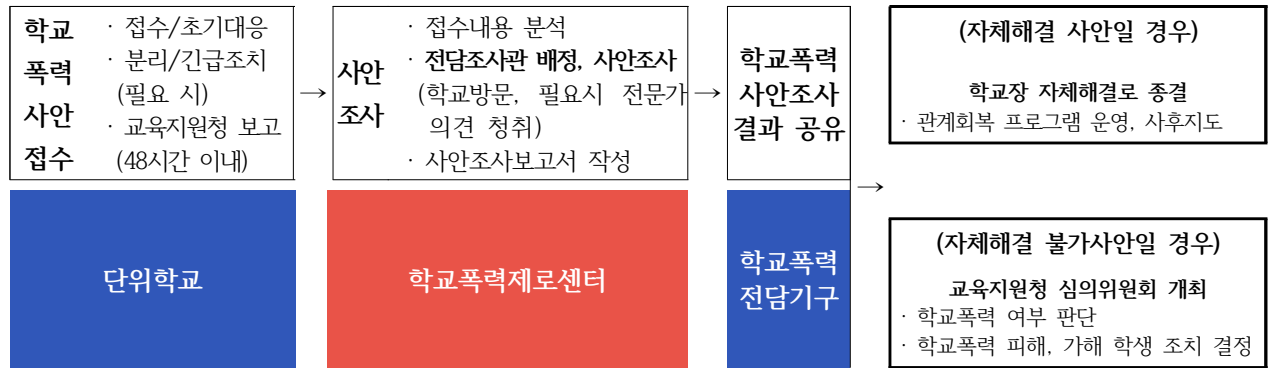 학교
폭력
사안
접수
· 접수/초기대응
· 분리/긴급조치
(필요 시)
· 교육지원청 보고
(48시간 이내)
→
사안
조사
· 접수내용 분석
· 전담조사관 배정, 사안조사
(학교방문, 필요시 전문가
의견 청취)
· 사안조사보고서 작성
→
학교폭력
사안조사
결과 공유
→
(자체해결 사안일 경우)
학교장 자체해결로 종결
· 관계회복 프로그램 운영, 사후지도
단위학교
학교폭력제로센터
학교폭력
전담기구
(자체해결 불가사안일 경우)
교육지원청 심의위원회 개최
· 학교폭력 여부 판단
· 학교폭력 피해, 가해 학생 조치 결정